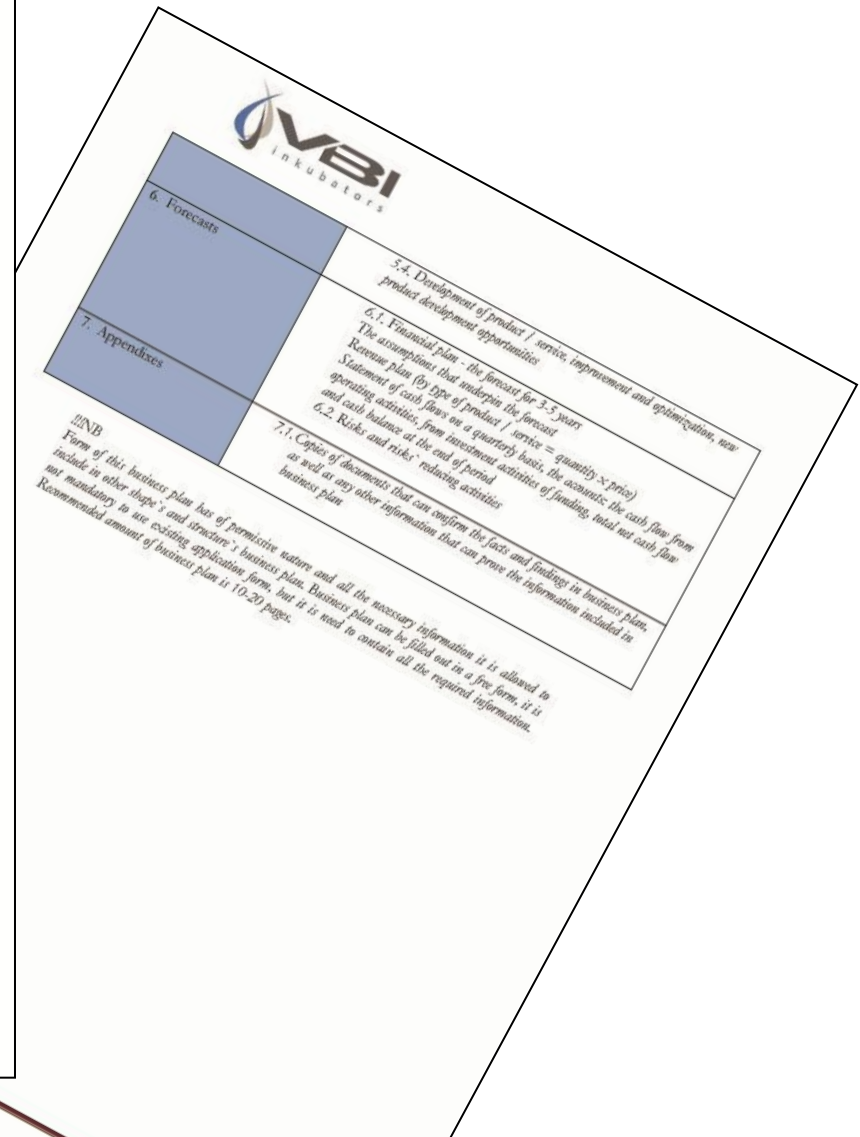 VBI
inkubators
5.4. Development of product / service, improvement and optimization, new
product development opportunities
6. Forecasts
6.1. Financial plan - the forecast for 3-5 years
The assumptions that underpin the forecast
Revenue plan (by type of product / service = quantity x price)
Statement of cash flows on a quarterly basis, the accounts: the cash flow from
operating activities, from investment activities of funding, total net cash flow
and cash balance at the end of period
6.2. Risks and risks' reducing activities
7. Appendixes
7.1. Copies of documents that can confirm the facts and findings in business plan,
as well as any other information that can prove the information included in
business plan
!!!NB
Form of this business plan has of permissive nature and all the necessary information it is allowed to
include in other shape's and structure's business plan. Business plan can be filled out in a free form, it is
not mandatory to use existing application form, but it is need to contain all the required information.
Recommended amount of business plan is 10-20 pages.